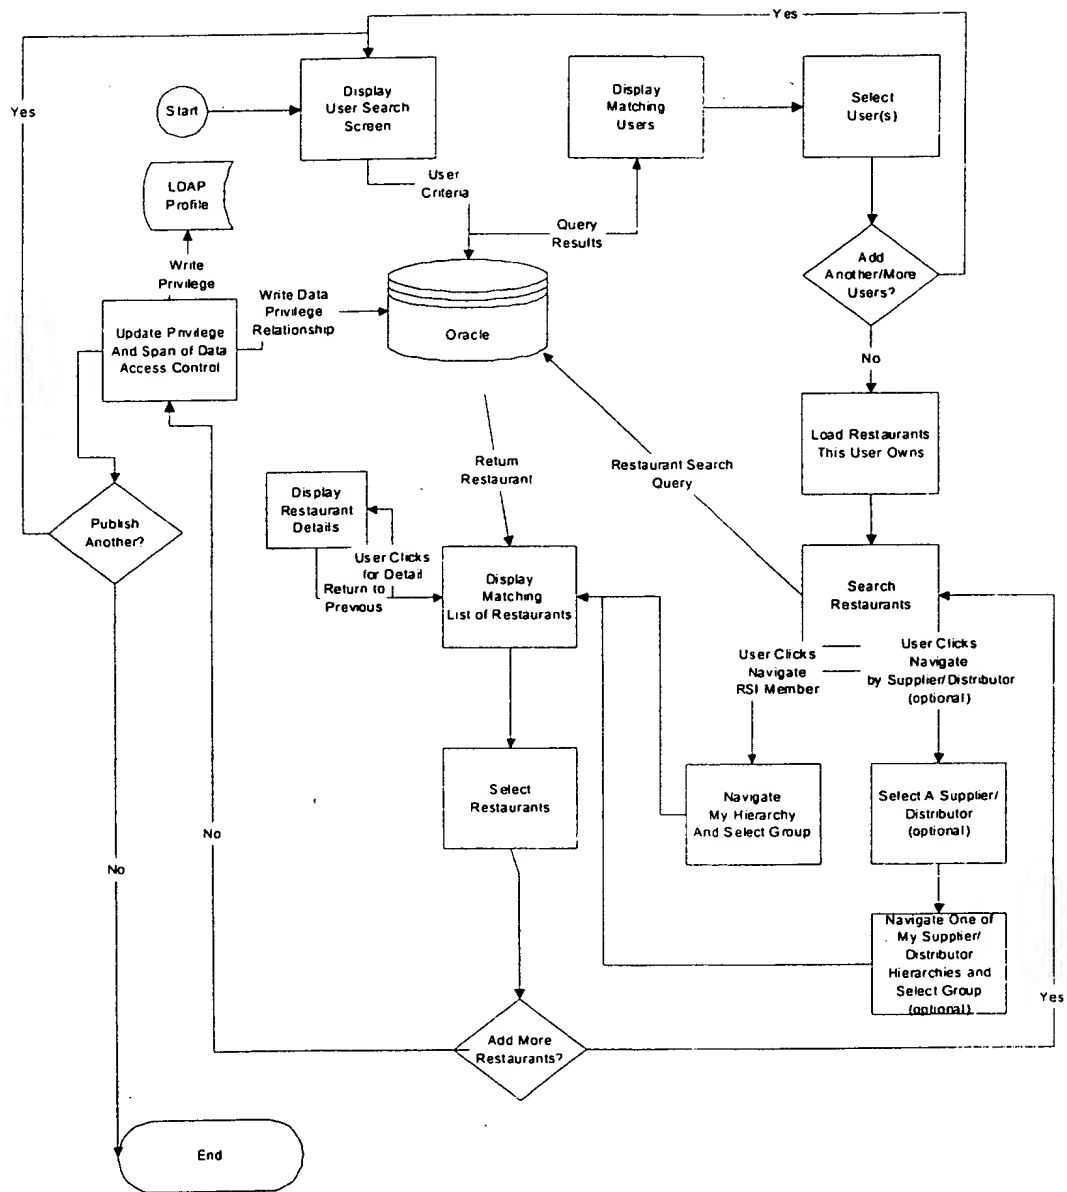 Yes
Yes
Start
Display
User Search
Screen
Display
Matching
Users
Select
User(s)
LDAP
Profile
User
Criteria
Query
Results
Write
Privilege
Write Data
Privilege
Relationship
Add
Another/More
Users?
Update Privilege
And Span of Data
Access Control
Oracle
No
Load Restaurants
This User Owns
Return
Restaurant
Restaurant Search
Query
Display
Restaurant
Details
Publish
Another?
User Clicks
for Detail
Return to
Previous
Display
Matching
List of Restaurants
Search
Restaurants
User Clicks
Navigate
RSI Member
User Clicks
Navigate
by Supplier/Distributor
(optional)
Select
Restaurants
Navigate
My Hierarchy
And Select Group
Select A Supplier/
Distributor
(optional)
No
No
Navigate One of
My Supplier/
Distributor
Hierarchies and
Select Group
(optional)
Yes
Add More
Restaurants?
End